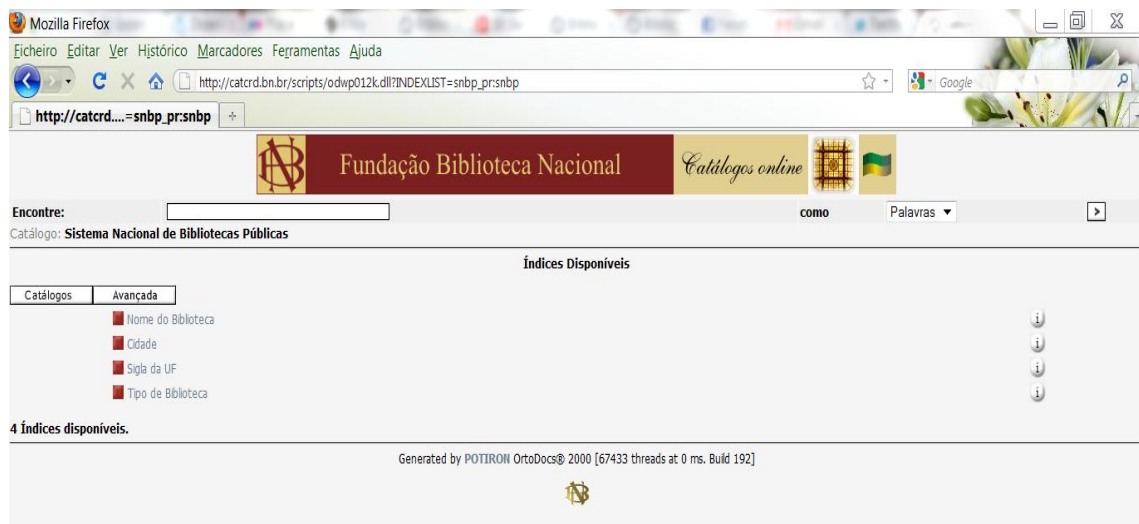 Mozilla Firefox
Ficheiro Editar Ver Histórico Marcadores Ferramentas Ajuda
http://catcrd.bn.br/scripts/odwp012k.dll?INDEXLIST=snbp_pr:snbp
Google
http://catcrd....=snbp_pr:snbp
Fundação Biblioteca Nacional Catálogos online
Encontre: como Palavras
Catálogo: Sistema Nacional de Bibliotecas Públicas
Índices Disponíveis
Catálogos Avançada
Nome do Biblioteca
Cidade
Sigla da UF
Tipo de Biblioteca
4 Índices disponíveis.
Generated by POTIRON OrtoDocs® 2000 [67433 threads at 0 ms. Build 192]